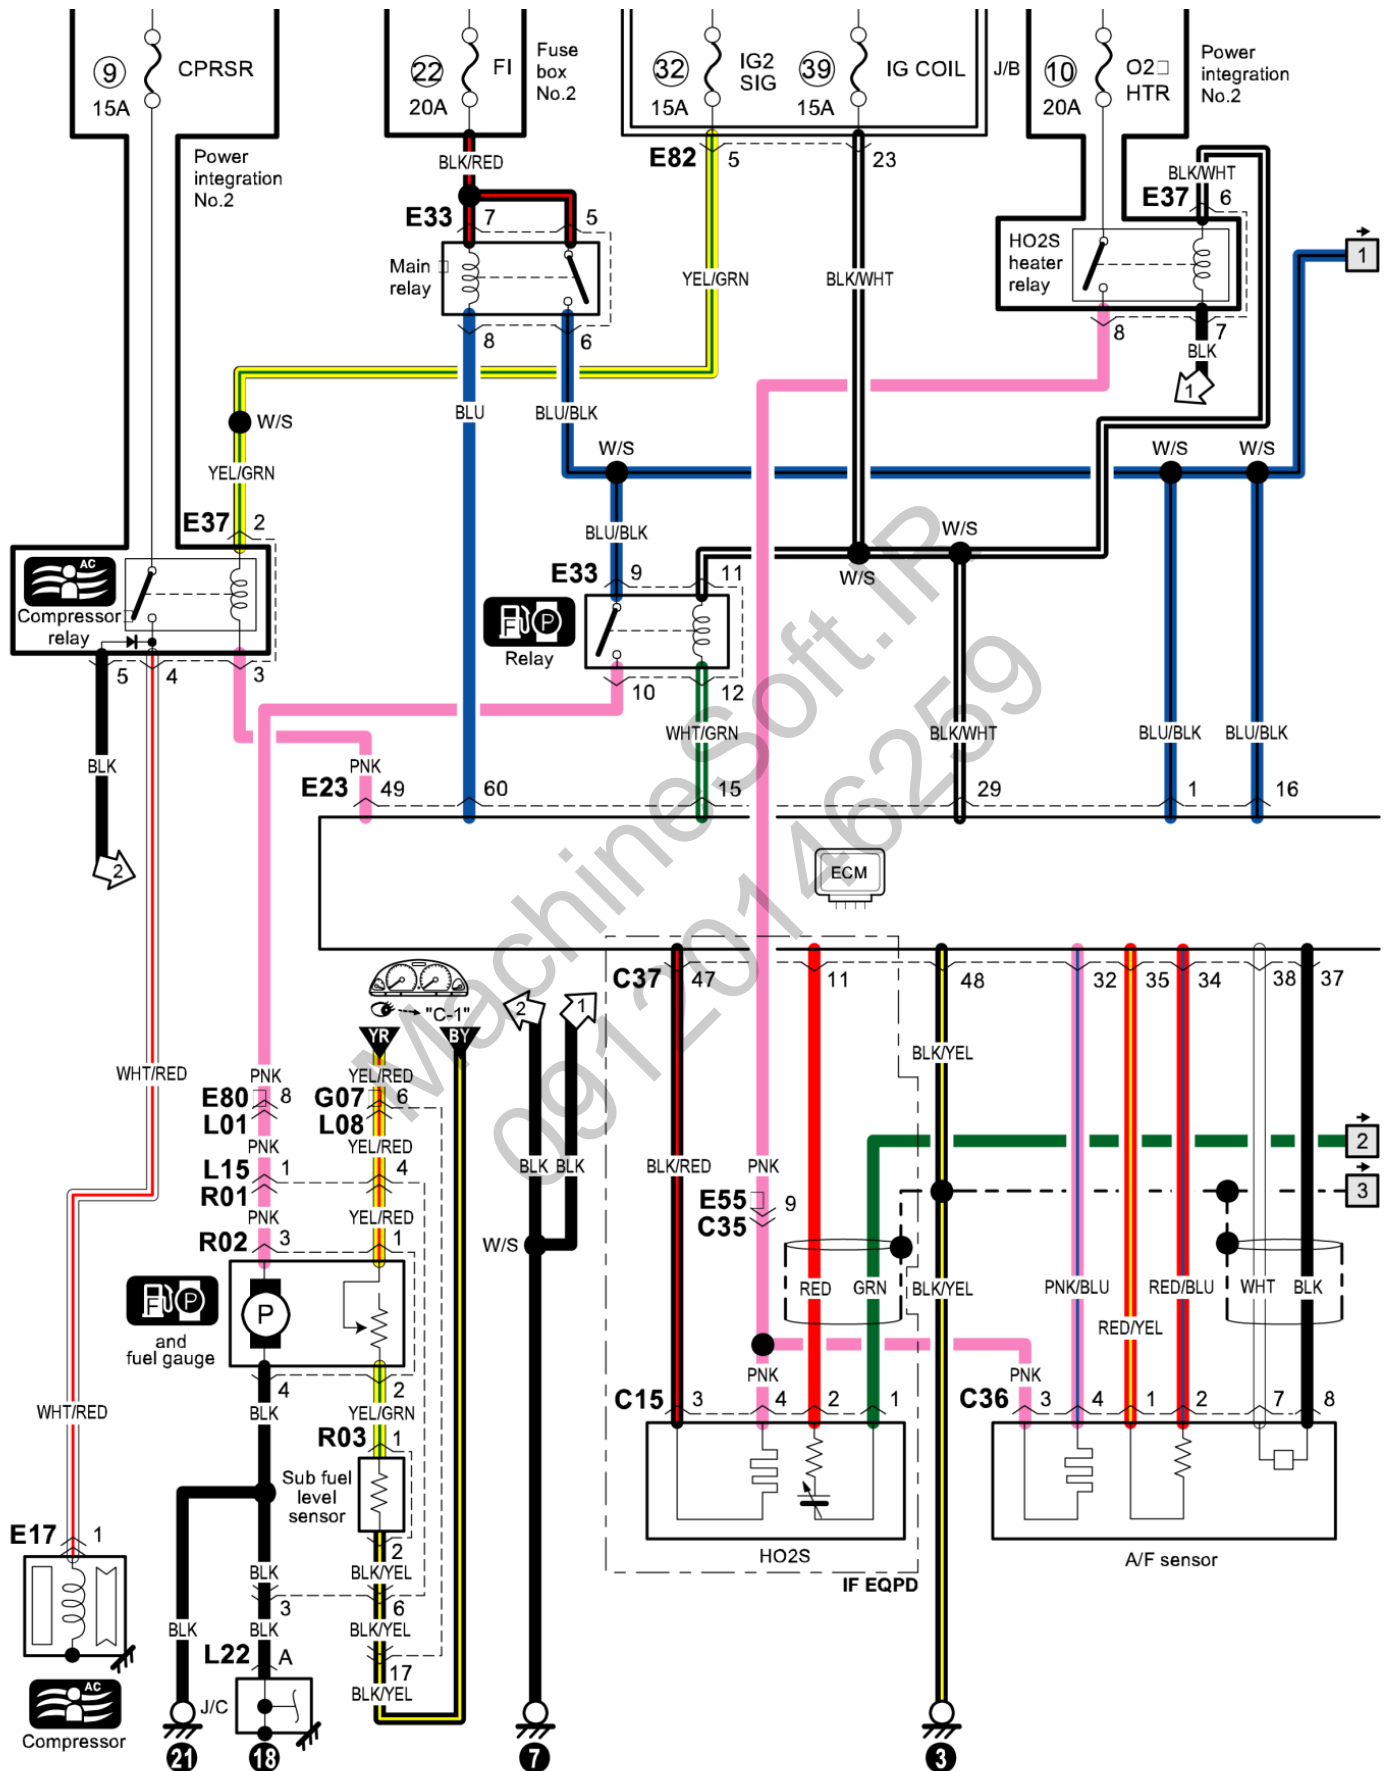 9 CPRSR
15A
22 FI
20A
Fuse
box
No.2
32 IG2
SIG
15A
39 IG COIL
15A
J/B
10 O2□
HTR
20A
Power
integration
No.2
Power
integration
No.2
BLK/RED
E82 5 23
BLK/WHT
E37 6
E33 7 5
Main
relay
HO2S
heater
relay
1
YEL/GRN
BLK/WHT
8 6
8 7
BLK
1
W/S
BLU
BLU/BLK
W/S
W/S
W/S
YEL/GRN
E37 2
BLU/BLK
W/S
W/S
E33 9 11
AC
Compressor
relay
F P
Relay
5 4 3
10 12
WHT/GRN
BLK/WHT
BLU/BLK
BLU/BLK
BLK
PNK
E23 49 60 15 29 1 16
2
ECM
MachineSoft.IR
09120146259
C37 47 11 48 32 35 34 38 37
"C-1"
2 1
YR BY
BLK/YEL
WHT/RED
PNK
YEL/RED
E80 8
L01
G07 6
L08
PNK
YEL/RED
2
L15 1 4
R01
BLK
BLK
BLK/RED
PNK
3
PNK
YEL/RED
E55 9
C35
R02 3 1
W/S
F P
and
fuel gauge
P
RED
GRN
BLK/YEL
PNK/BLU
RED/BLU
WHT
BLK
RED/YEL
4 2
PNK
PNK
WHT/RED
BLK
YEL/GRN
C15 3 4 2 1
C36 3 4 1 2 7 8
R03 1
Sub fuel
level
sensor
E17 1
2
HO2S
A/F sensor
BLK
BLK/YEL
IF EQPD
3 6
BLK
BLK
BLK/YEL
L22 A
17
BLK/YEL
AC
Compressor
J/C
21 18 7 3